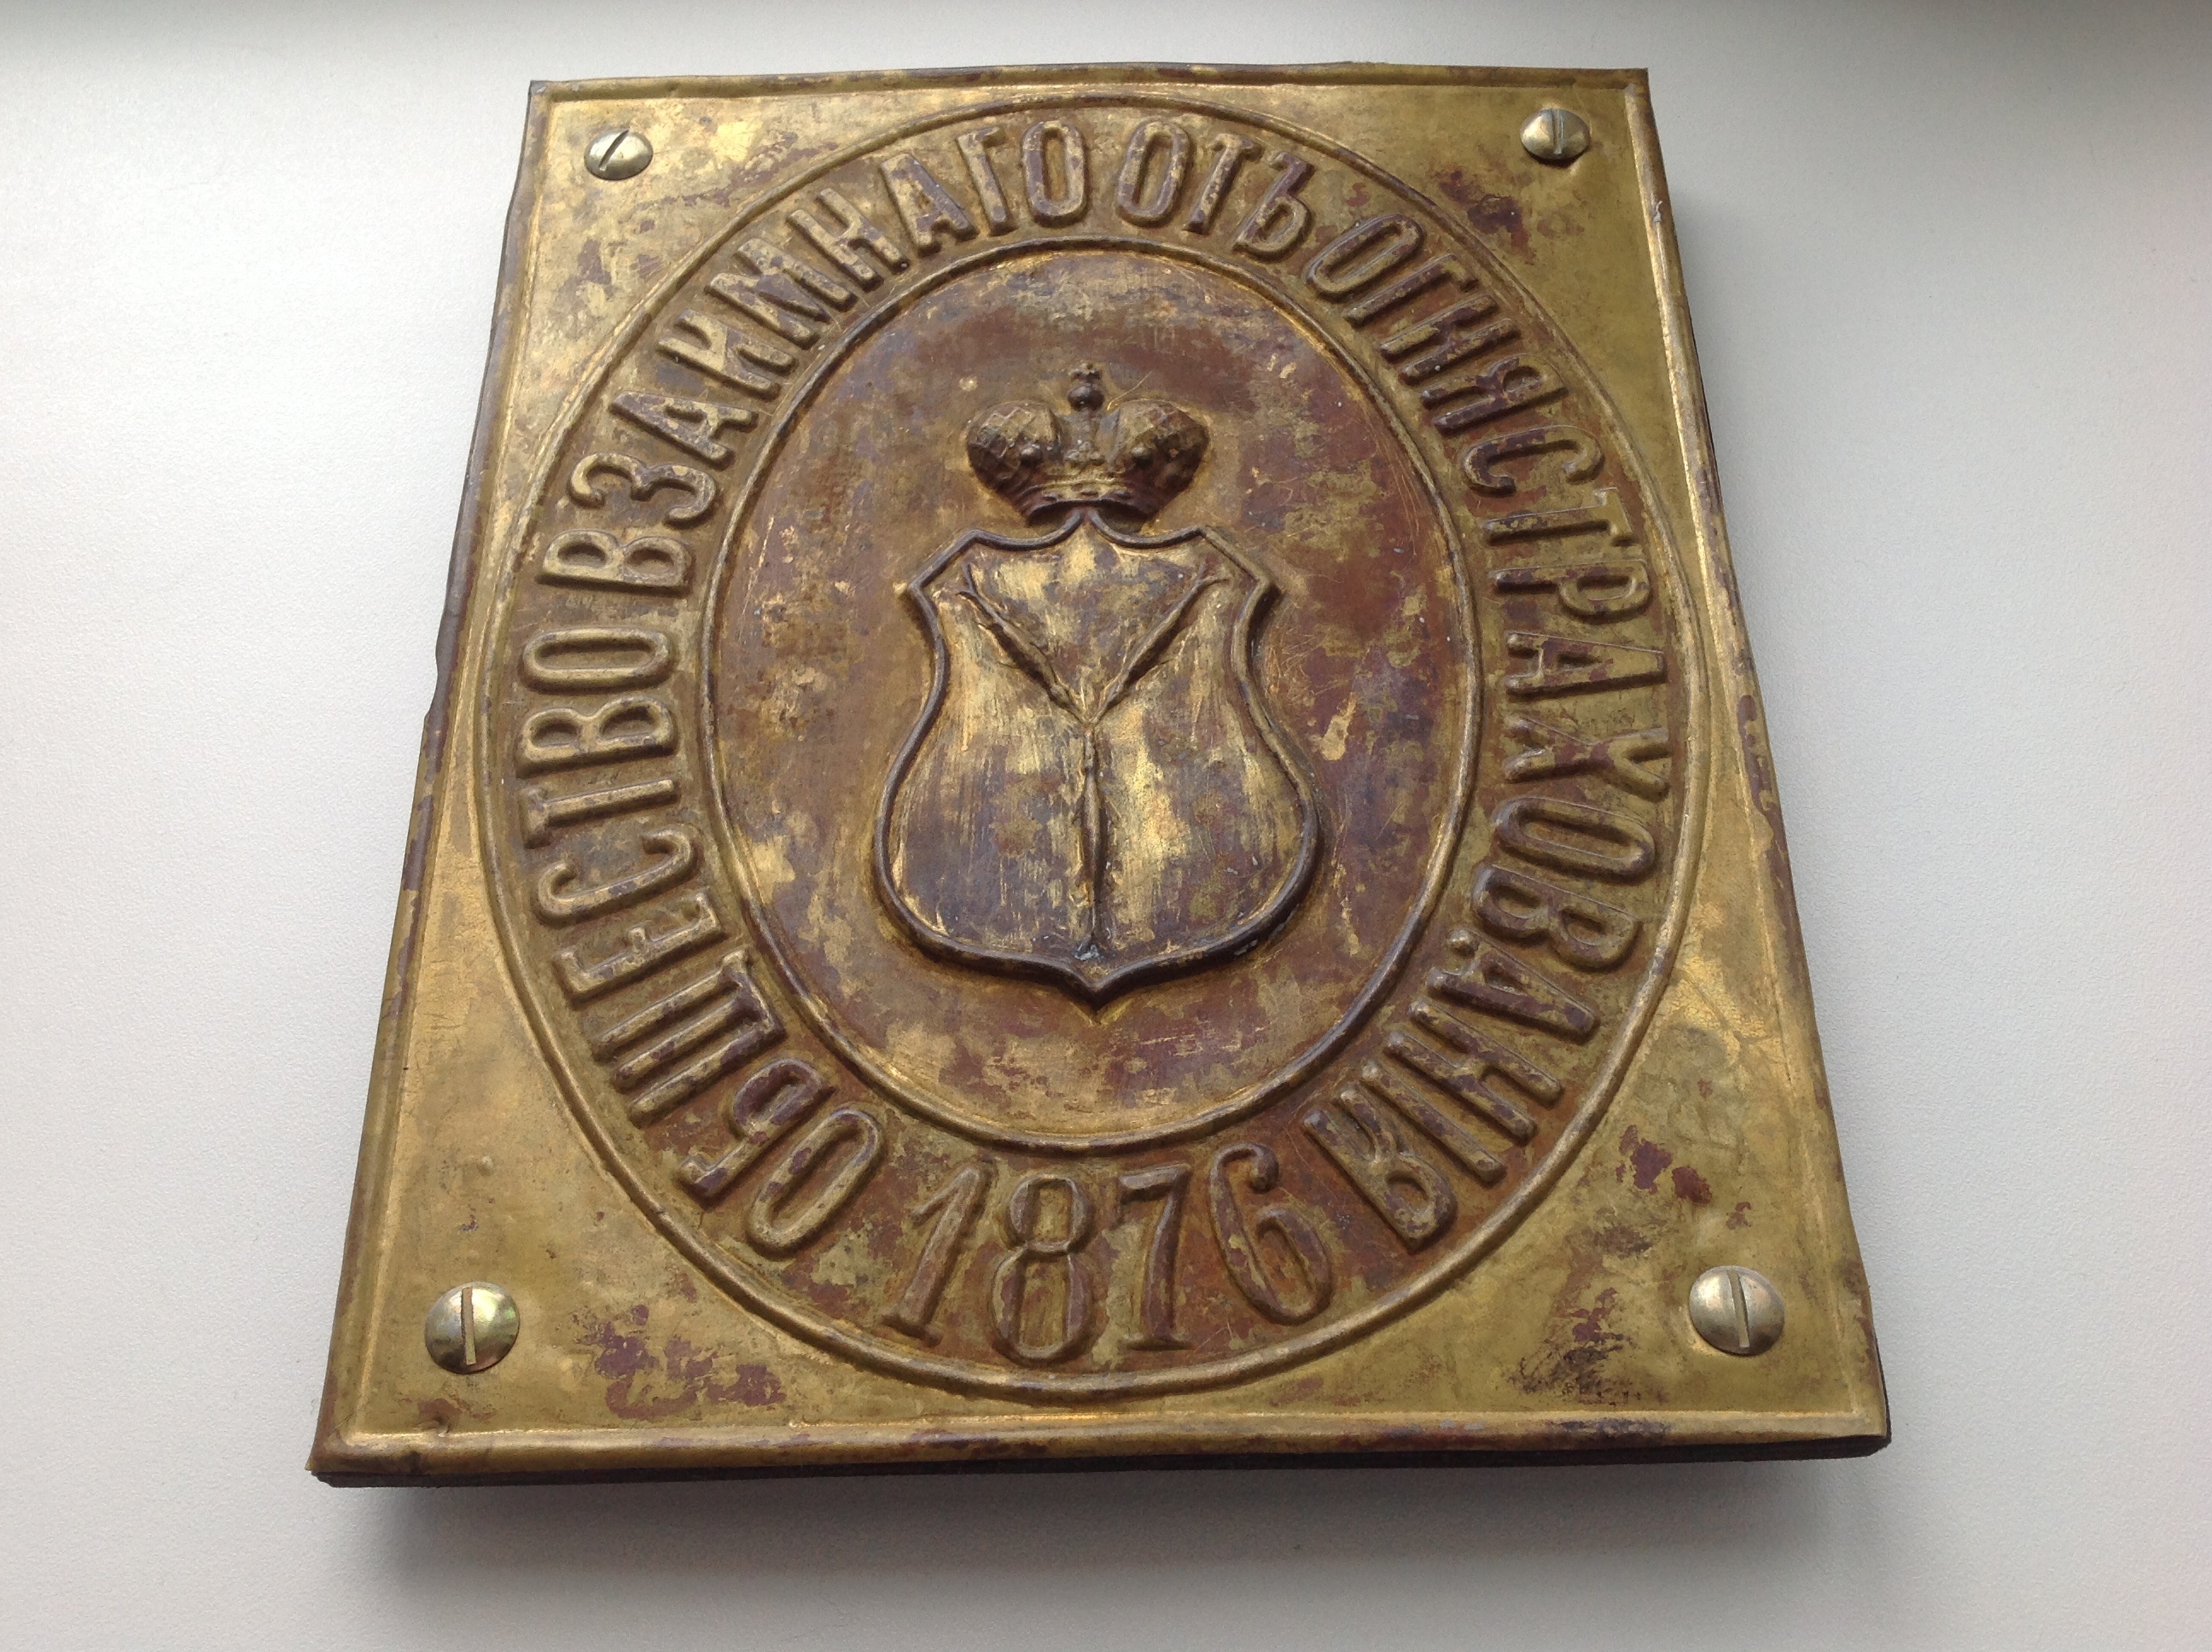 ОБЩЕСТВО ВЗАИМНАГО ОТЪ ОГНЯ СТРАХОВАНІЯ
1876